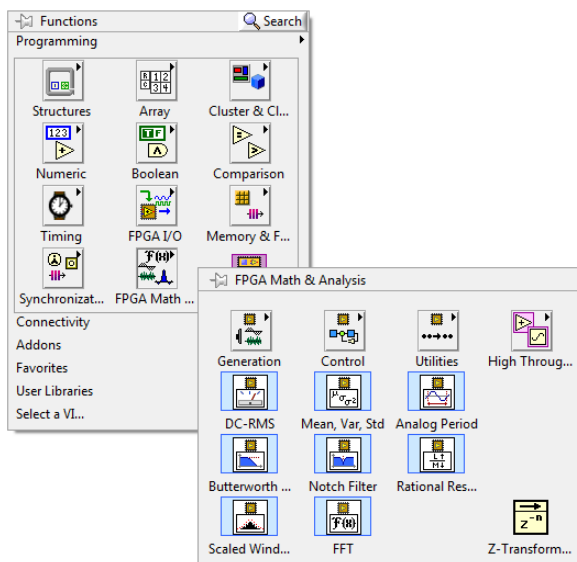 Functions Search
Programming
Structures Array Cluster & Cl...
Numeric Boolean Comparison
Timing FPGA I/O Memory & F...
Synchronizat... FPGA Math ...
Connectivity
Addons
Favorites
User Libraries
Select a VI...
FPGA Math & Analysis
Generation Control Utilities High Throug...
DC-RMS Mean, Var, Std Analog Period
Butterworth ... Notch Filter Rational Res...
Scaled Wind... FFT Z-Transform...